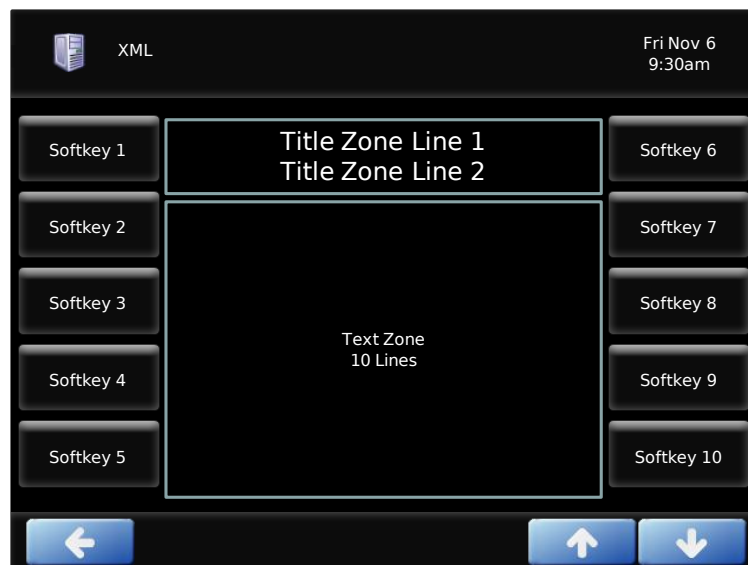 XML
Fri Nov 6
9:30am
Softkey 1
Title Zone Line 1
Title Zone Line 2
Softkey 6
Softkey 2
Softkey 7
Softkey 3
Softkey 8
Text Zone
10 Lines
Softkey 4
Softkey 9
Softkey 5
Softkey 10